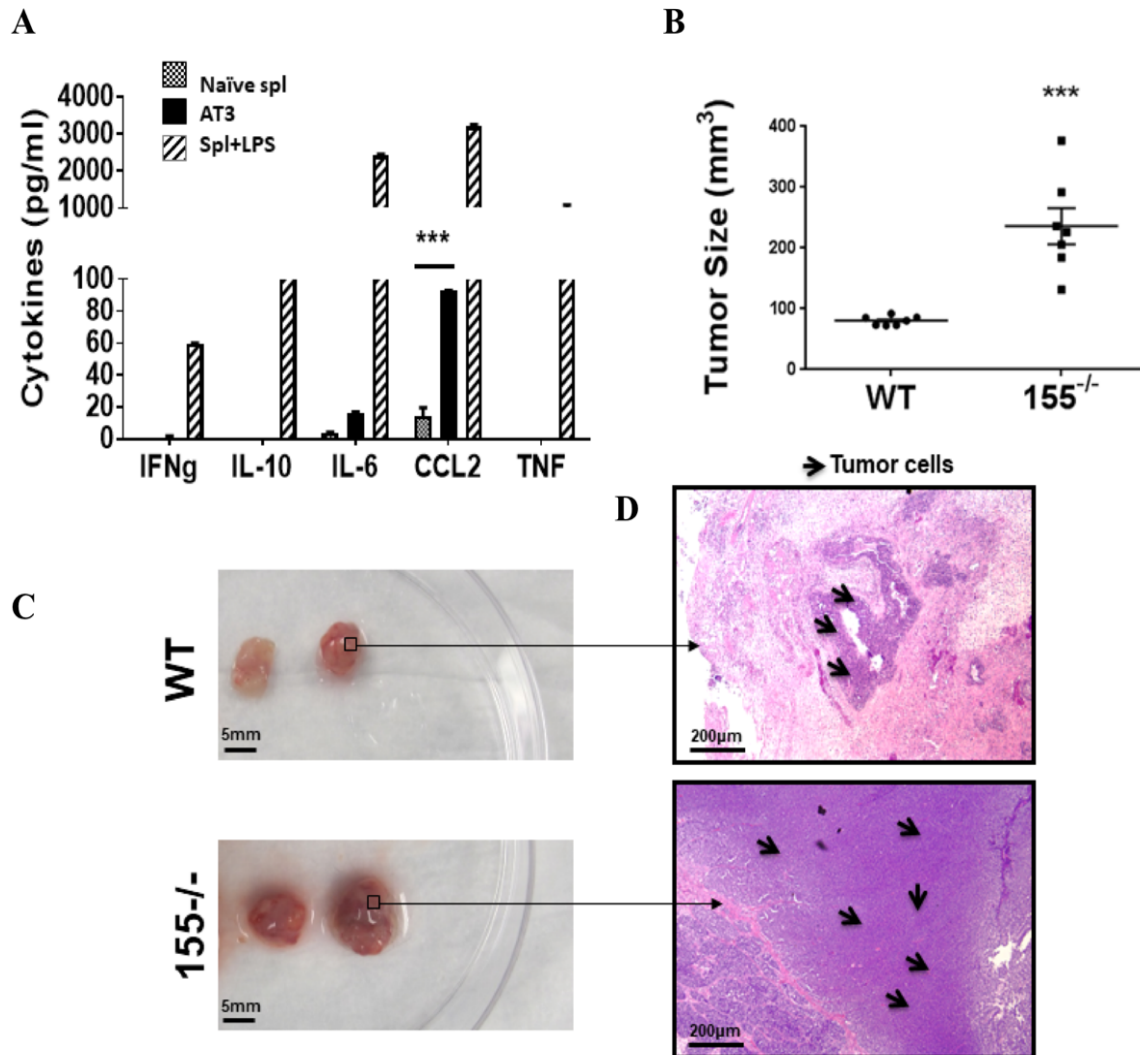 A
Naïve spl
AT3
Spl+LPS
Cytokines (pg/ml)
4000
3000
2000
1000
***
100
80
60
40
20
0
IFNg IL-10 IL-6 CCL2 TNF
B
***
Tumor Size (mm³)
400
300
200
100
0
WT 155-/-
Tumor cells
C
WT
5mm
155-/-
5mm
D
200µm
200µm